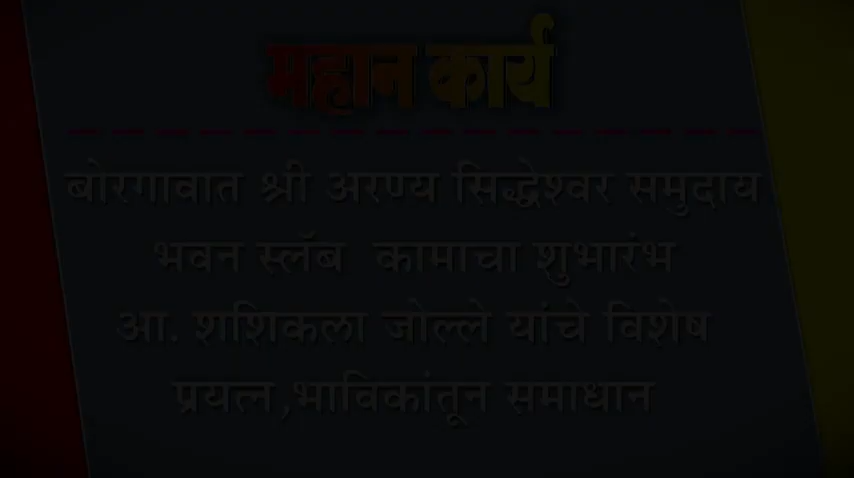 महान कार्य
बोरगावात श्री अरण्य सिद्धेश्वर समुदाय
भवन स्लॅब कामाचा शुभारंभ
आ. शशिकला जोल्ले यांचे विशेष
प्रयत्न ,भाविकांतून समाधान